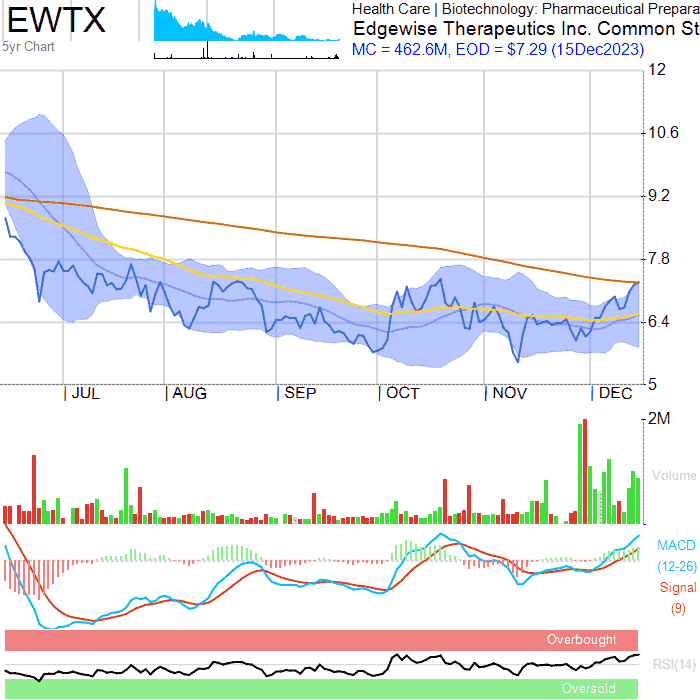 EWTX
5yr Chart
Health Care | Biotechnology: Pharmaceutical Prepara
Edgewise Therapeutics Inc. Common St
MC = 462.6M, EOD = $7.29 (15Dec2023)
12
10.6
9.2
7.8
6.4
5
| JUL | AUG | SEP | OCT | NOV | DEC
2M
Volume
MACD
(12-26)
Signal
(9)
Overbought
RSI(14)
Oversold